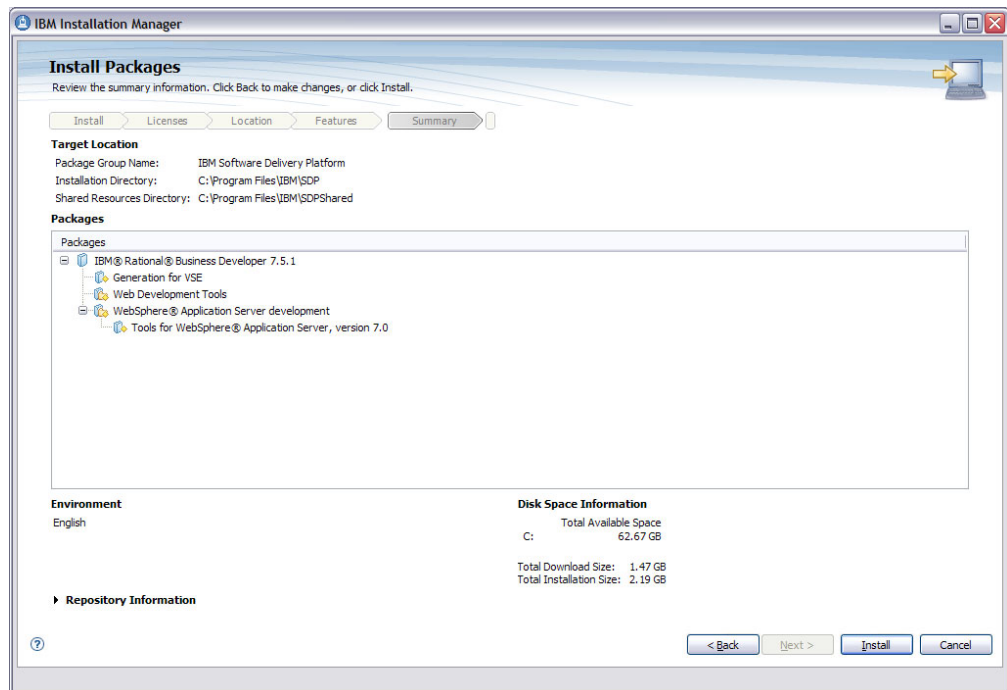 IBM Installation Manager
Install Packages
Review the summary information. Click Back to make changes, or click Install.
Install Licenses Location Features Summary
Target Location
Package Group Name: IBM Software Delivery Platform
Installation Directory: C:\Program Files\IBM\SDP
Shared Resources Directory: C:\Program Files\IBM\SDPShared
Packages
Packages
IBM® Rational® Business Developer 7.5.1
Generation for VSE
Web Development Tools
WebSphere® Application Server development
Tools for WebSphere® Application Server, version 7.0
Environment
English
Disk Space Information
Total Available Space
C: 62.67 GB
Total Download Size: 1.47 GB
Total Installation Size: 2.19 GB
Repository Information
?
< Back Next > Install Cancel